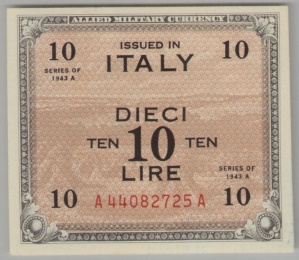 ALLIED MILITARY CURRENCY
10 ISSUED IN 10
ITALY
SERIES OF
1943 A
DIECI
TEN 10 TEN
LIRE
SERIES OF
1943 A
10 A 44082725 A 10